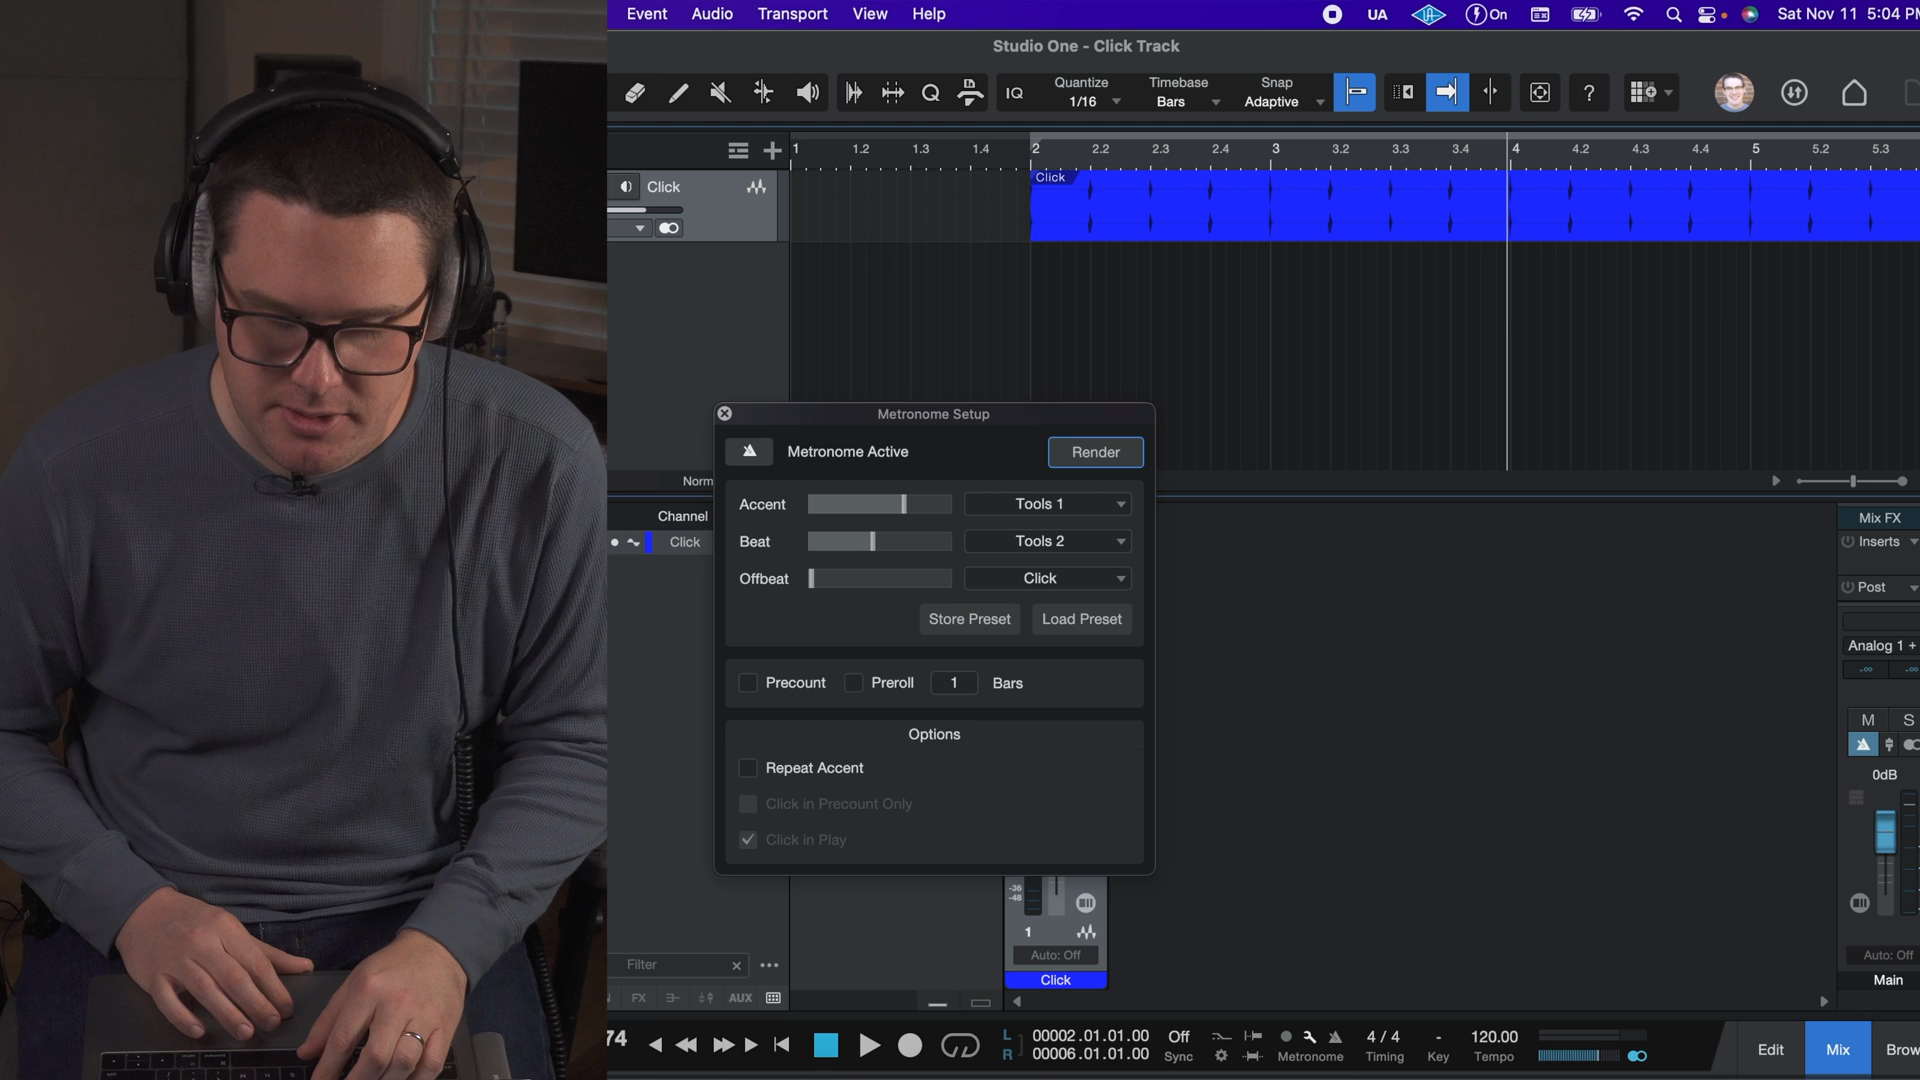 Event Audio Transport View Help
UA On Sat Nov 11 5:04 PM
Studio One - Click Track
IQ Quantize 1/16 Timebase Bars Snap Adaptive ?
1 1.2 1.3 1.4 2 2.2 2.3 2.4 3 3.2 3.3 3.4 4 4.2 4.3 4.4 5 5.2 5.3
Click
Click
Metronome Setup
Metronome Active Render
Norm
Accent Tools 1
Beat Tools 2
Offbeat Click
Store Preset Load Preset
Precount Preroll 1 Bars
Options
Repeat Accent
Click in Precount Only
Click in Play
Channel
Click
Mix FX
Inserts
Post
Analog 1 +
-∞ -∞
M S
0dB
-36
-48
1
Auto: Off
Click
Auto: Off
Main
Filter
FX AUX
74
L 00002.01.01.00
R 00006.01.01.00
Off
Sync
Metronome
4 / 4
Timing
-
Key
120.00
Tempo
Edit Mix Brow